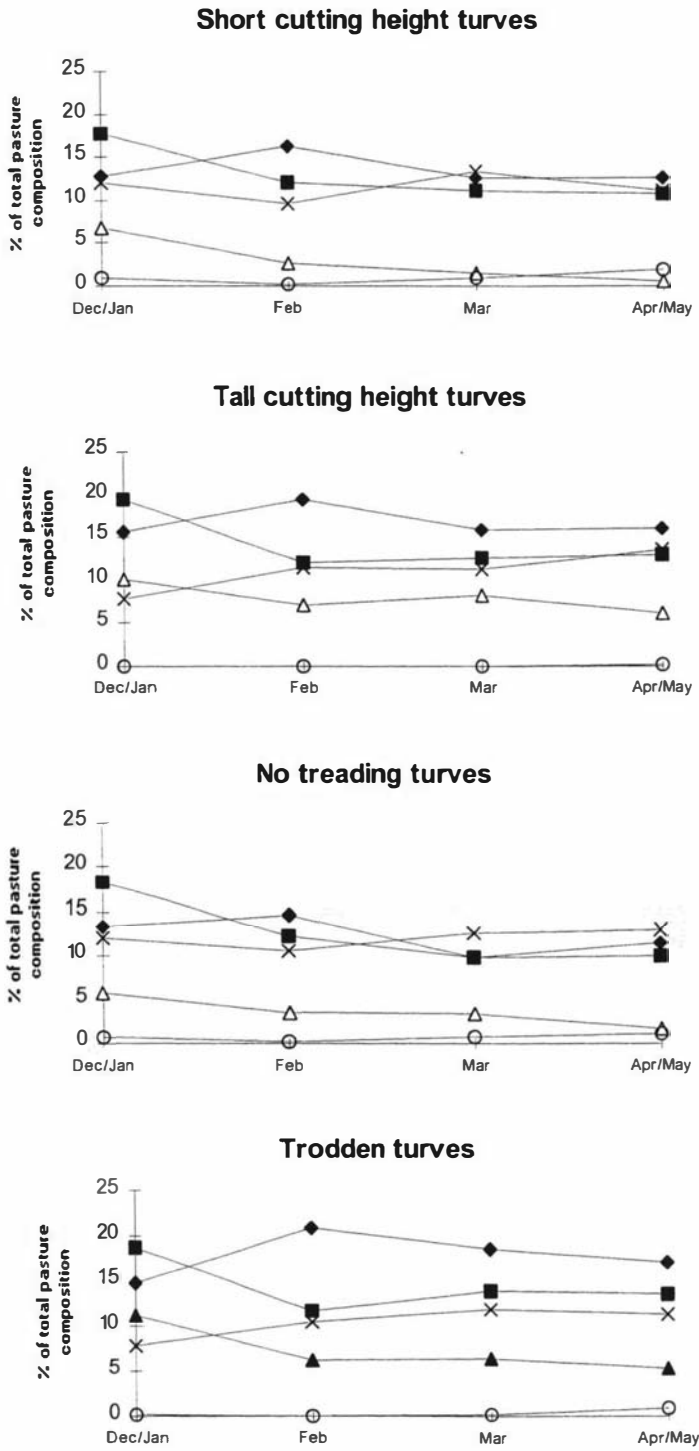 Short cutting height turves
% of total pasture
composition
25
20
15
10
5
0
Dec/Jan Feb Mar Apr/May
Tall cutting height turves
% of total pasture
composition
25
20
15
10
5
0
Dec/Jan Feb Mar Apr/May
No treading turves
% of total pasture
composition
25
20
15
10
5
0
Dec/Jan Feb Mar Apr/May
Trodden turves
% of total pasture
composition
25
20
15
10
5
0
Dec/Jan Feb Mar Apr/May